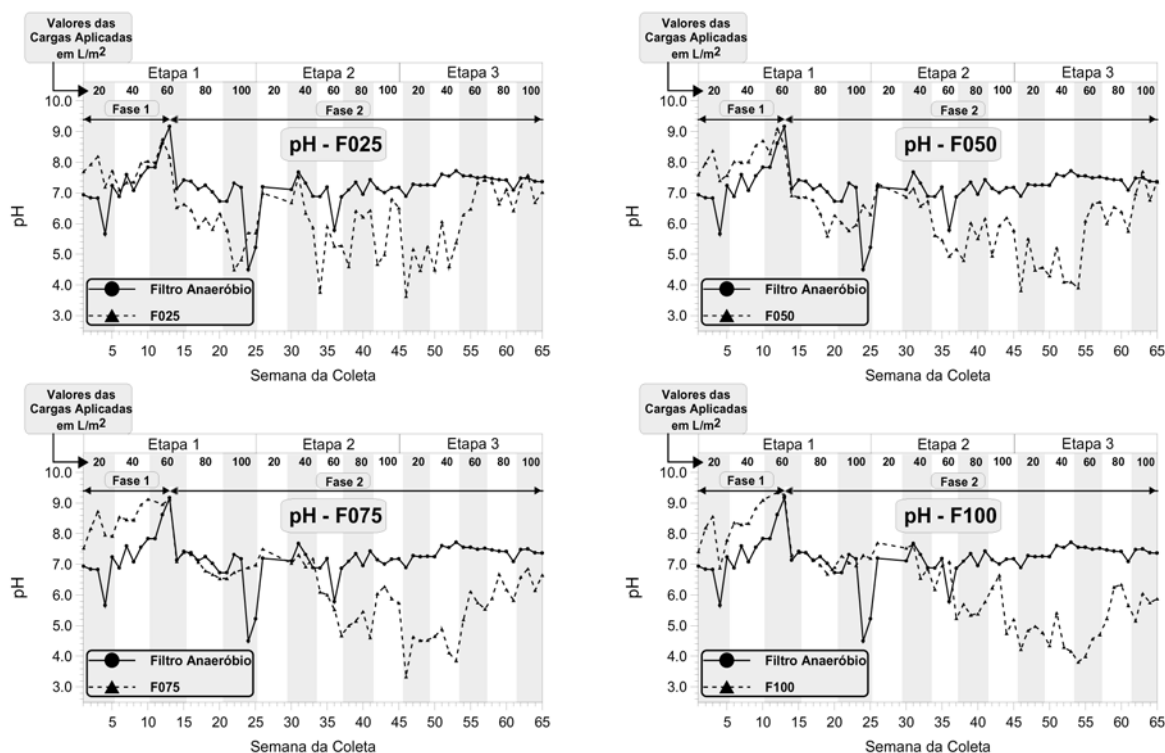 Valores das
Cargas Aplicadas
em L/m²
Etapa 1 Etapa 2 Etapa 3
20 40 60 80 100 20 40 60 80 100 20 40 60 80 100
10.0
Fase 1 Fase 2
9.0
pH - F025
8.0
7.0
pH
6.0
5.0
Filtro Anaeróbio
4.0
F025
3.0
5 10 15 20 25 30 35 40 45 50 55 60 65
Semana da Coleta
Valores das
Cargas Aplicadas
em L/m²
Etapa 1 Etapa 2 Etapa 3
20 40 60 80 100 20 40 60 80 100 20 40 60 80 100
10.0
Fase 1 Fase 2
9.0
pH - F050
8.0
7.0
pH
6.0
5.0
Filtro Anaeróbio
4.0
F050
3.0
5 10 15 20 25 30 35 40 45 50 55 60 65
Semana da Coleta
Valores das
Cargas Aplicadas
em L/m²
Etapa 1 Etapa 2 Etapa 3
20 40 60 80 100 20 40 60 80 100 20 40 60 80 100
10.0
Fase 1 Fase 2
9.0
pH - F075
8.0
7.0
pH
6.0
5.0
Filtro Anaeróbio
4.0
F075
3.0
5 10 15 20 25 30 35 40 45 50 55 60 65
Semana da Coleta
Valores das
Cargas Aplicadas
em L/m²
Etapa 1 Etapa 2 Etapa 3
20 40 60 80 100 20 40 60 80 100 20 40 60 80 100
10.0
Fase 1 Fase 2
9.0
pH - F100
8.0
7.0
pH
6.0
5.0
Filtro Anaeróbio
4.0
F100
3.0
5 10 15 20 25 30 35 40 45 50 55 60 65
Semana da Coleta